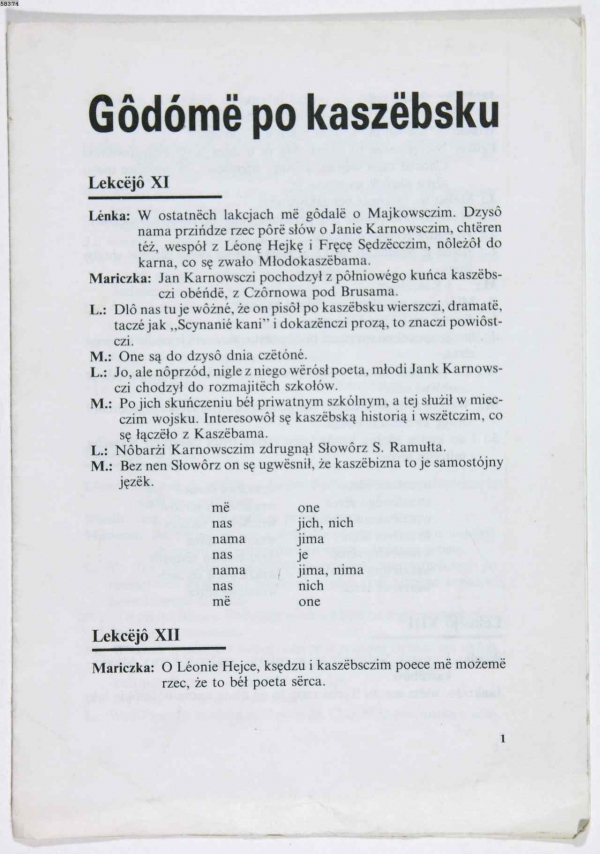 58374
Gôdómë po kaszëbsku
Lekcëjô XI
Lénka: W ostatnëch lakcjach më gôdalë o Majkowsczim. Dzysô
nama przińdze rzec pôrë słów o Janie Karnowsczim, chtëren
téż, wespół z Léonę Hejkę i Fręcę Sędzëcczim, nôleżôł do
karna, co sę zwało Młodokaszëbama.
Mariczka: Jan Karnowsczi pochodzył z półniowégo kuńca kaszëbs-
czi obéńdë, z Czôrnowa pod Brusama.
L.: Dlô nas tu je wôżné, że on pisôł po kaszëbsku wierszczi, dramatë,
taczé jak „Scynanié kani" i dokazënczi prozą, to znaczi powiôst-
czi.
M.: One są do dzysô dnia czëtóné.
L.: Jo, ale nôprzód, nigle z niego wërósł poeta, młodi Jank Karnows-
czi chodzył do rozmajitëch szkołów.
M.: Po jich skuńczeniu béł priwatnym szkólnym, a tej służił w miec-
czim wojsku. Interesowôł sę kaszëbską historią i wszëtczim, co
sę łączëło z Kaszëbama.
L.: Nôbarżi Karnowsczim zdrugnął Słowôrz S. Ramułta.
M.: Bez nen Słowôrz on sę ugwësnił, że kaszëbizna to je samostójny
jęzëk.
më one
nas jich, nich
nama jima
nas je
nama jima, nima
nas nich
më one
Lekcëjô XII
Mariczka: O Léonie Hejce, ksędzu i kaszëbsczim poece më możemë
rzec, że to béł poeta sërca.
1